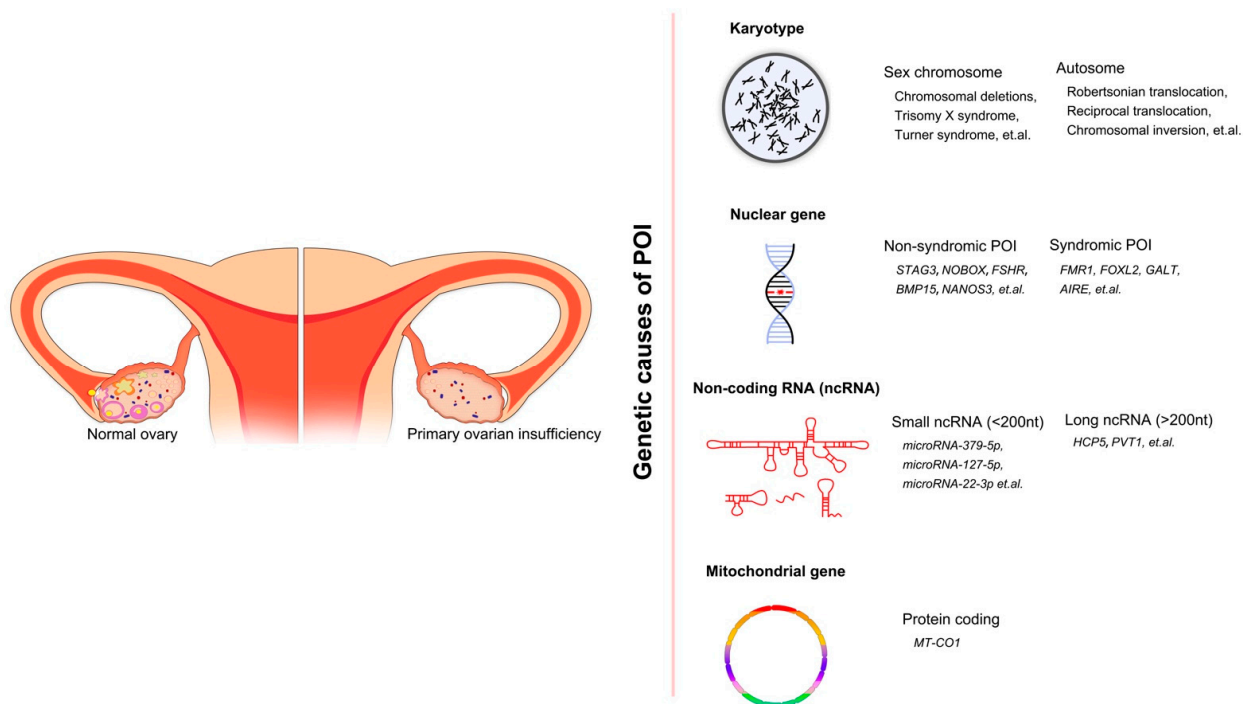 Normal ovary
Primary ovarian insufficiency
Genetic causes of POI
Karyotype
Sex chromosome
Chromosomal deletions,
Trisomy X syndrome,
Turner syndrome, et.al.
Autosome
Robertsonian translocation,
Reciprocal translocation,
Chromosomal inversion, et.al.
Nuclear gene
Non-syndromic POI
STAG3, NOBOX, FSHR,
BMP15, NANOS3, et.al.
Syndromic POI
FMR1, FOXL2, GALT,
AIRE, et.al.
Non-coding RNA (ncRNA)
Small ncRNA (<200nt)
microRNA-379-5p,
microRNA-127-5p,
microRNA-22-3p et.al.
Long ncRNA (>200nt)
HCP5, PVT1, et.al.
Mitochondrial gene
Protein coding
MT-CO1